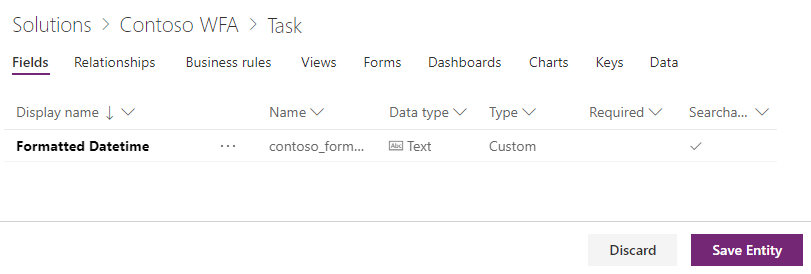 Solutions > Contoso WFA > Task
Fields Relationships Business rules Views Forms Dashboards Charts Keys Data
Display name ↓ Name Data type Type Required Searcha...
Formatted Datetime ··· contoso_form... Abc Text Custom ✓
Discard Save Entity